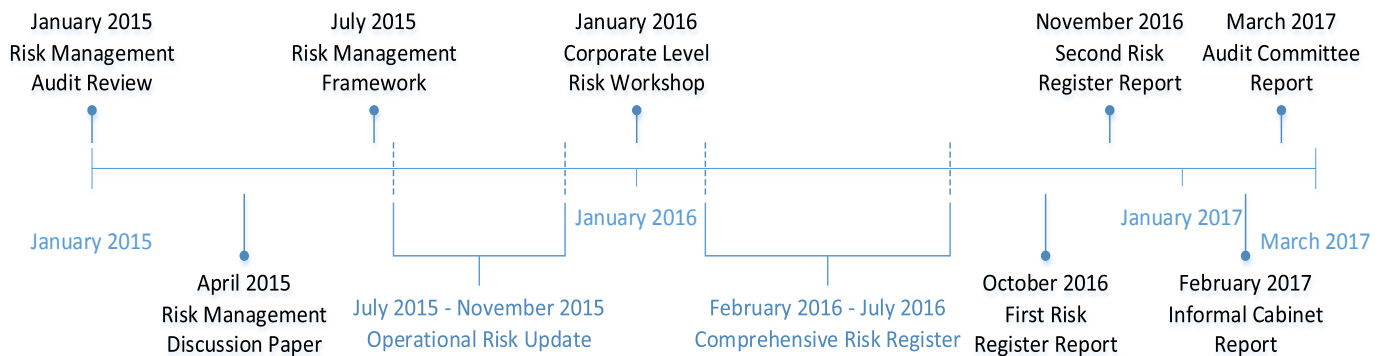 January 2015
Risk Management
Audit Review
July 2015
Risk Management
Framework
January 2016
Corporate Level
Risk Workshop
November 2016
Second Risk
Register Report
March 2017
Audit Committee
Report
January 2015
January 2016
January 2017
March 2017
April 2015
Risk Management
Discussion Paper
July 2015 - November 2015
Operational Risk Update
February 2016 - July 2016
Comprehensive Risk Register
October 2016
First Risk
Register Report
February 2017
Informal Cabinet
Report